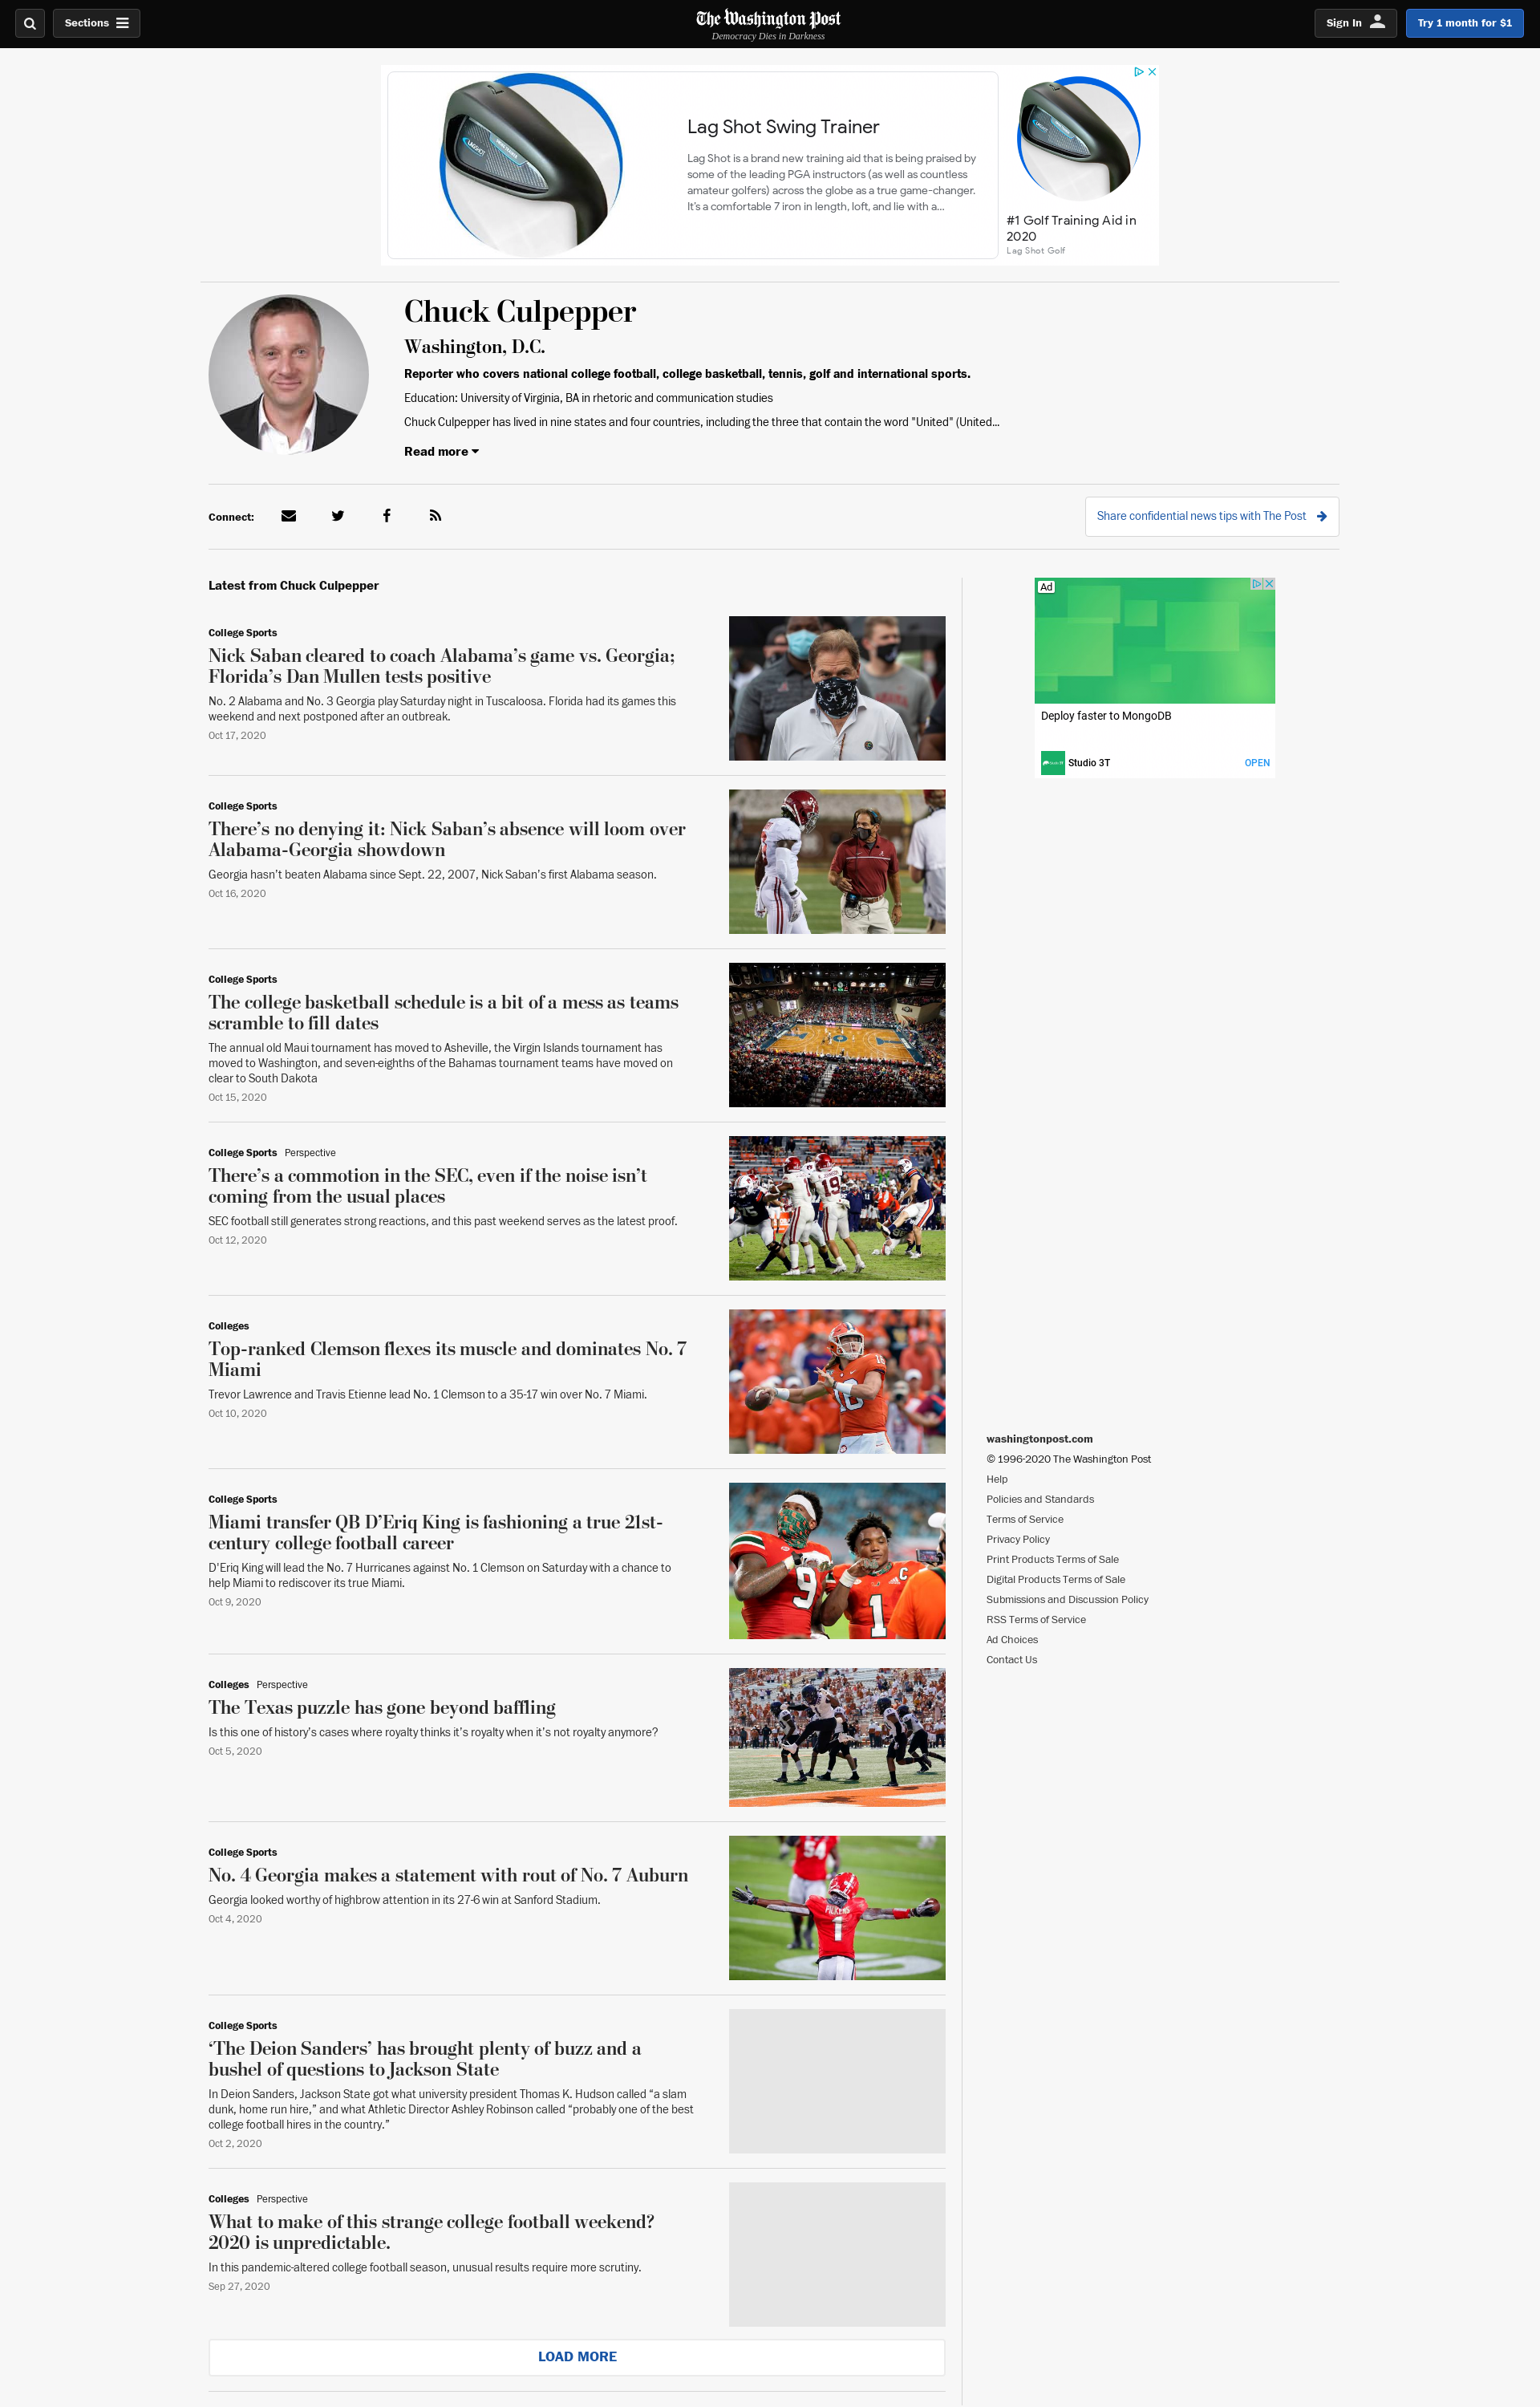 Sections
The Washington Post
Democracy Dies in Darkness
Sign In
Try 1 month for $1
Lag Shot Swing Trainer
Lag Shot is a brand new training aid that is being praised by
some of the leading PGA instructors (as well as countless
amateur golfers) across the globe as a true game-changer.
It's a comfortable 7 iron in length, loft, and lie with a...
#1 Golf Training Aid in
2020
Lag Shot Golf
Chuck Culpepper
Washington, D.C.
Reporter who covers national college football, college basketball, tennis, golf and international sports.
Education: University of Virginia, BA in rhetoric and communication studies
Chuck Culpepper has lived in nine states and four countries, including the three that contain the word "United" (United...
Read more
Connect:
Share confidential news tips with The Post
Latest from Chuck Culpepper
College Sports
Nick Saban cleared to coach Alabama’s game vs. Georgia;
Florida’s Dan Mullen tests positive
No. 2 Alabama and No. 3 Georgia play Saturday night in Tuscaloosa. Florida had its games this
weekend and next postponed after an outbreak.
Oct 17, 2020
College Sports
There’s no denying it: Nick Saban’s absence will loom over
Alabama-Georgia showdown
Georgia hasn’t beaten Alabama since Sept. 22, 2007, Nick Saban’s first Alabama season.
Oct 16, 2020
College Sports
The college basketball schedule is a bit of a mess as teams
scramble to fill dates
The annual old Maui tournament has moved to Asheville, the Virgin Islands tournament has
moved to Washington, and seven-eighths of the Bahamas tournament teams have moved on
clear to South Dakota
Oct 15, 2020
College Sports Perspective
There’s a commotion in the SEC, even if the noise isn’t
coming from the usual places
SEC football still generates strong reactions, and this past weekend serves as the latest proof.
Oct 12, 2020
Colleges
Top-ranked Clemson flexes its muscle and dominates No. 7
Miami
Trevor Lawrence and Travis Etienne lead No. 1 Clemson to a 35-17 win over No. 7 Miami.
Oct 10, 2020
College Sports
Miami transfer QB D’Eriq King is fashioning a true 21st-
century college football career
D'Eriq King will lead the No. 7 Hurricanes against No. 1 Clemson on Saturday with a chance to
help Miami to rediscover its true Miami.
Oct 9, 2020
Colleges Perspective
The Texas puzzle has gone beyond baffling
Is this one of history’s cases where royalty thinks it’s royalty when it’s not royalty anymore?
Oct 5, 2020
College Sports
No. 4 Georgia makes a statement with rout of No. 7 Auburn
Georgia looked worthy of highbrow attention in its 27-6 win at Sanford Stadium.
Oct 4, 2020
College Sports
‘The Deion Sanders’ has brought plenty of buzz and a
bushel of questions to Jackson State
In Deion Sanders, Jackson State got what university president Thomas K. Hudson called “a slam
dunk, home run hire,” and what Athletic Director Ashley Robinson called “probably one of the best
college football hires in the country.”
Oct 2, 2020
Colleges Perspective
What to make of this strange college football weekend?
2020 is unpredictable.
In this pandemic-altered college football season, unusual results require more scrutiny.
Sep 27, 2020
LOAD MORE
Ad
Deploy faster to MongoDB
Studio 3T
OPEN
washingtonpost.com
© 1996-2020 The Washington Post
Help
Policies and Standards
Terms of Service
Privacy Policy
Print Products Terms of Sale
Digital Products Terms of Sale
Submissions and Discussion Policy
RSS Terms of Service
Ad Choices
Contact Us